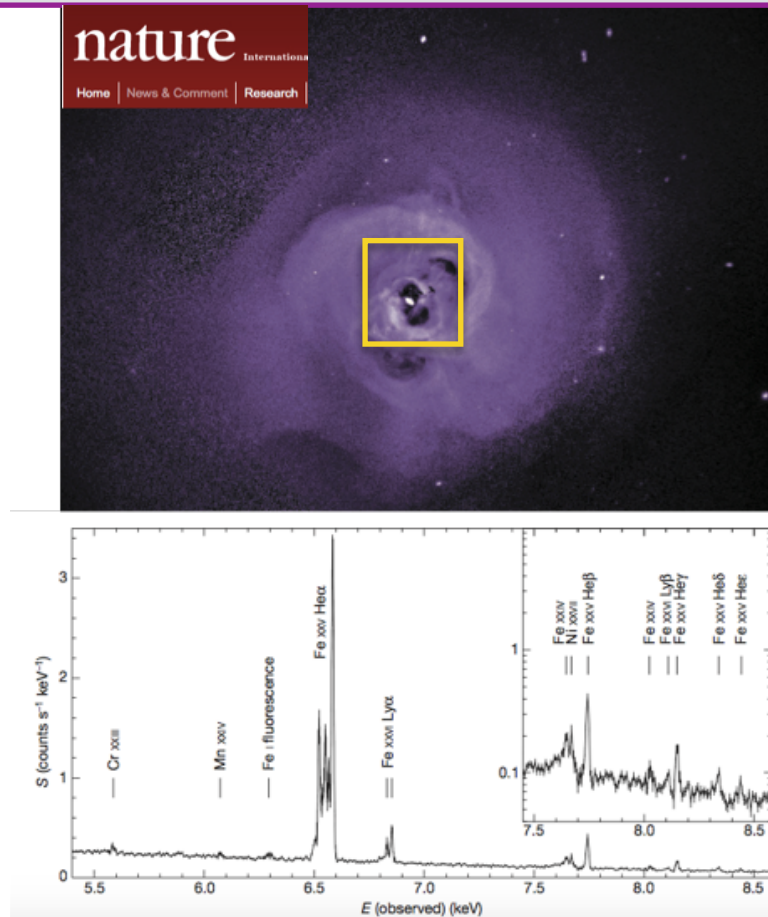 nature Internationa
Home News & Comment Research
S (counts s⁻¹ keV⁻¹)
3
2
1
0
Cr XXIII
Mn XXIV
Fe I fluorescence
Fe XXV Heα
Fe XXVI Lyα
5.5 6.0 6.5 7.0 7.5 8.0 8.5
E (observed) (keV)
1
0.1
Fe XXIV
Ni XXVII
Fe XXV Heβ
Fe XXIV
Fe XXVI Lyβ
Fe XXV Heγ
Fe XXV Heδ
Fe XXV Heε
7.5 8.0 8.5